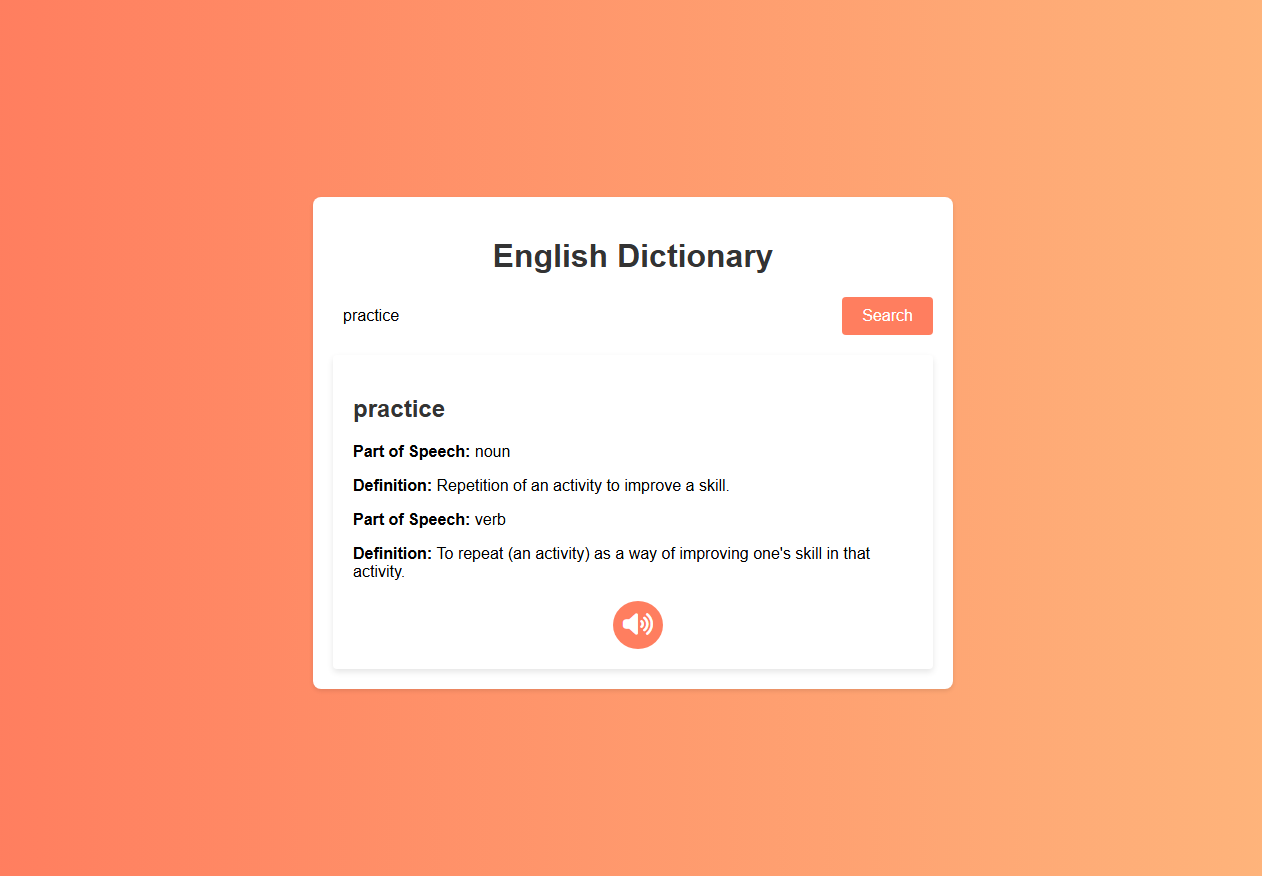 English Dictionary
practice
Search
practice
Part of Speech: noun
Definition: Repetition of an activity to improve a skill.
Part of Speech: verb
Definition: To repeat (an activity) as a way of improving one's skill in that
activity.